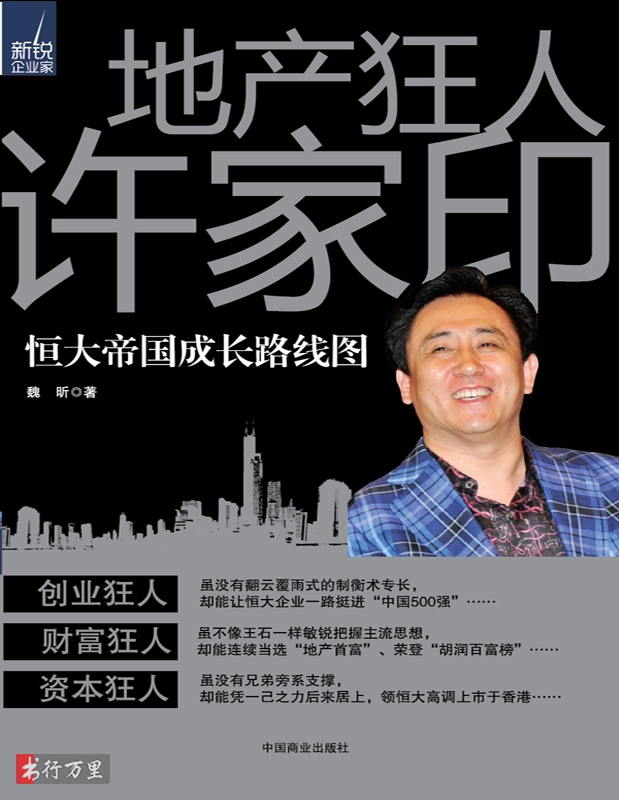 新锐
企业家
地产狂人
许家印
恒大帝国成长路线图
魏 昕◎著
创业狂人
虽没有翻云覆雨式的制衡术专长，
却能让恒大企业一路挺进“中国500强”……
财富狂人
虽不像王石一样敏锐把握主流思想，
却能连续当选“地产首富”、荣登“胡润百富榜”……
资本狂人
虽没有兄弟旁系支撑，
却能凭一己之力后来居上，领恒大高调上市于香港……
中国商业出版社
书行万里